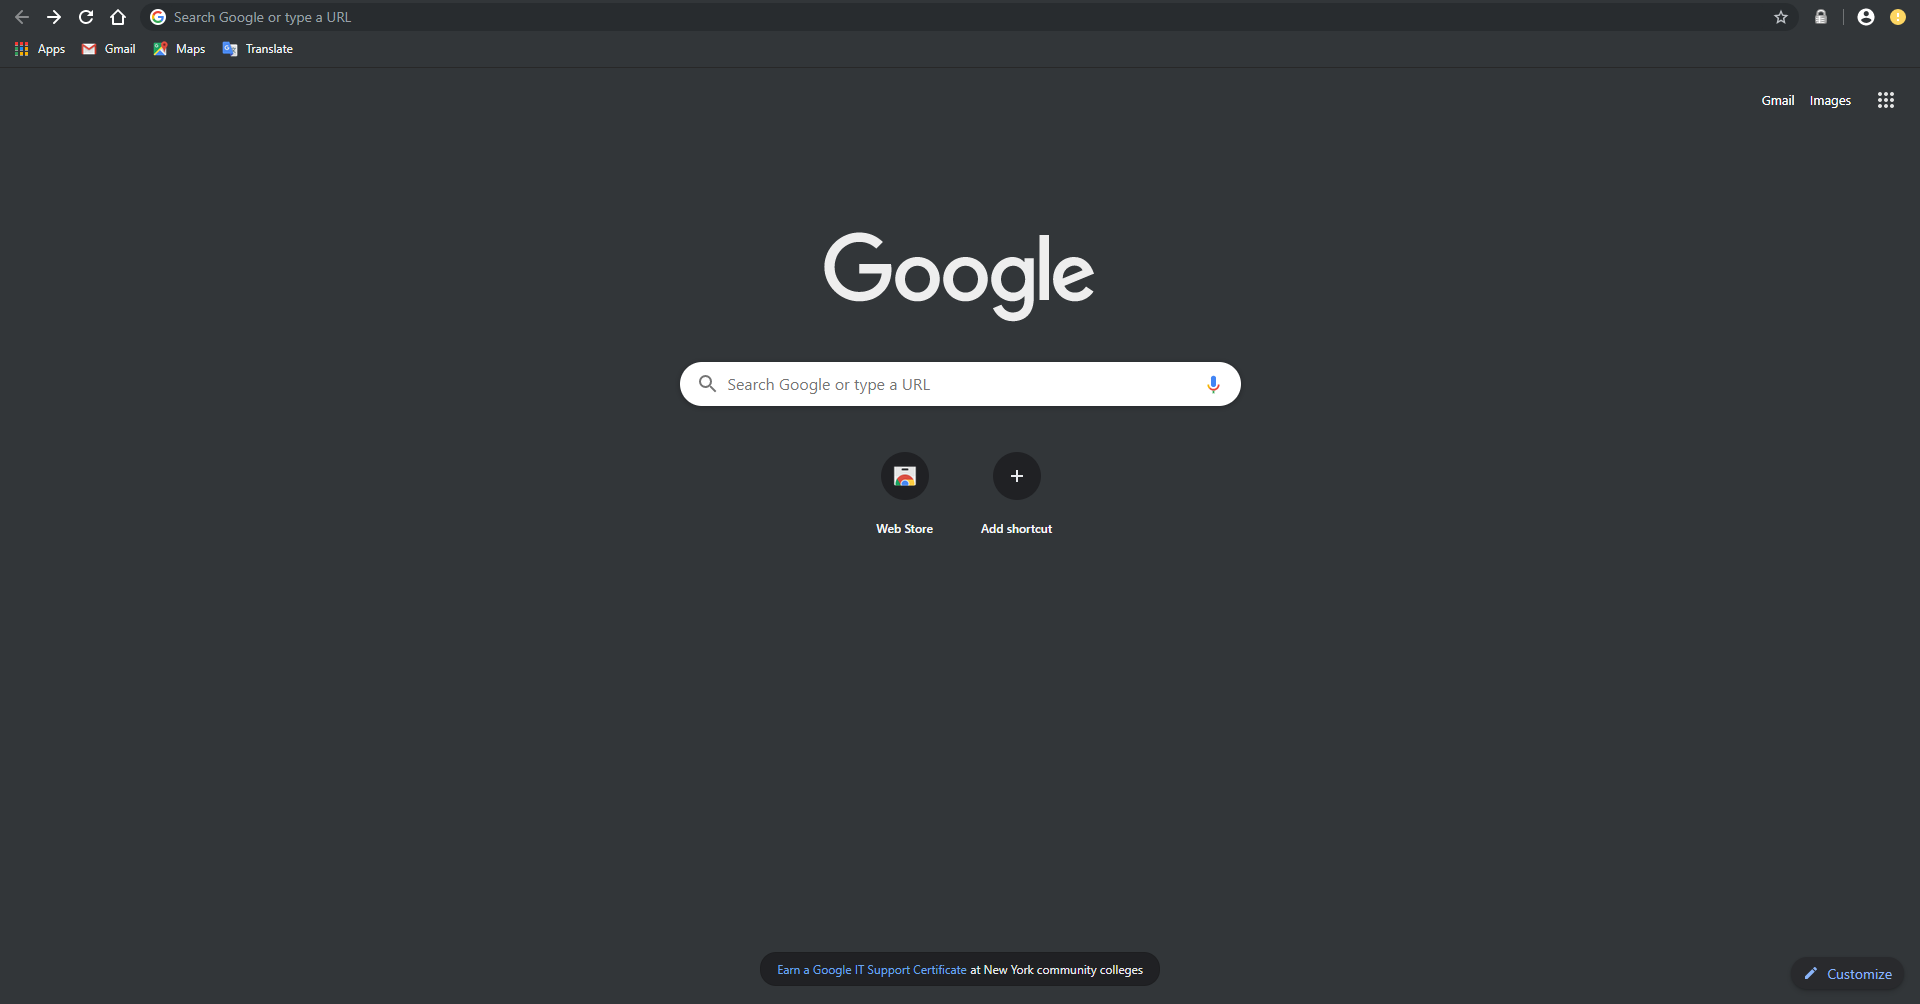 Search Google or type a URL
Apps Gmail Maps Translate
Gmail Images
Google
Search Google or type a URL
Web Store Add shortcut
Earn a Google IT Support Certificate at New York community colleges
Customize